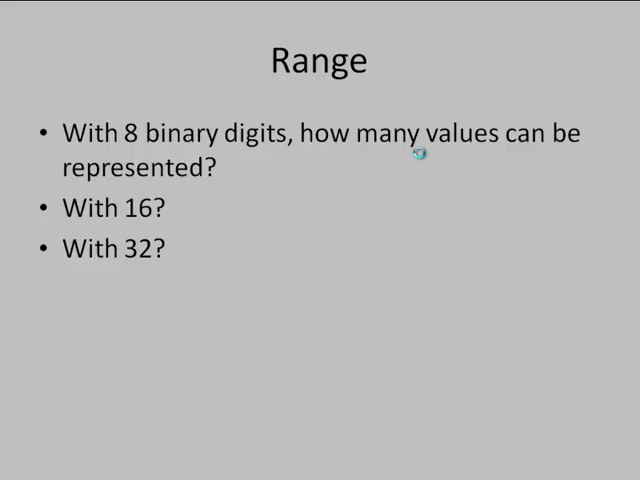 Range
• With 8 binary digits, how many values can be
represented?
• With 16?
• With 32?